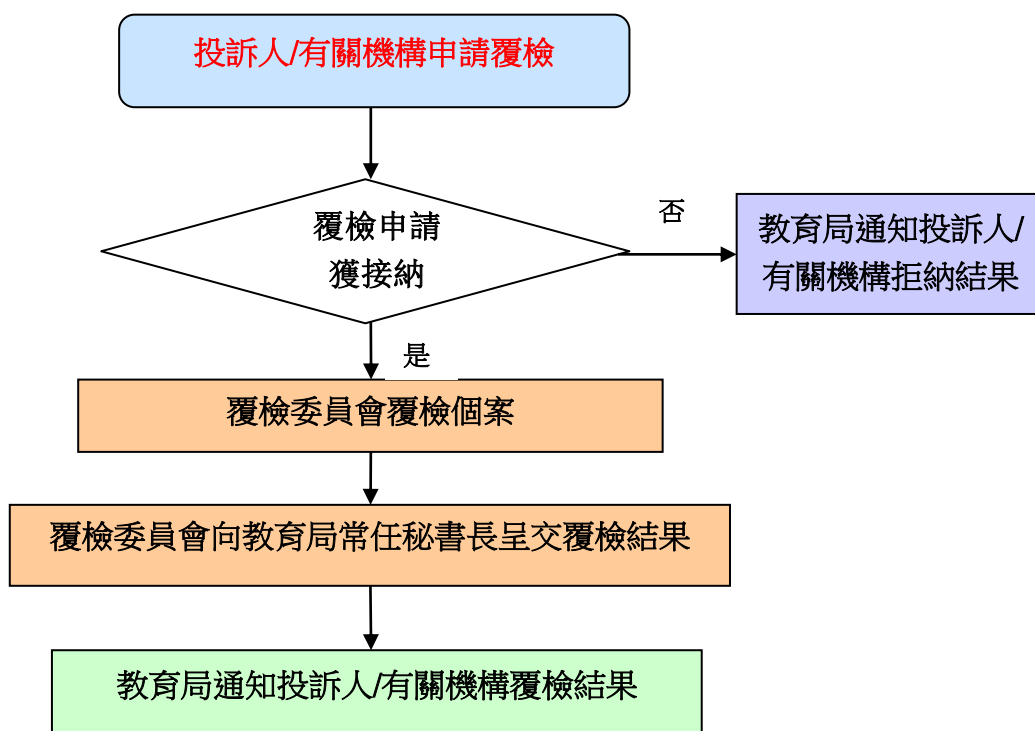 投訴人/有關機構申請覆檢
覆檢申請
獲接納
否
教育局通知投訴人/
有關機構拒納結果
是
覆檢委員會覆檢個案
覆檢委員會向教育局常任秘書長呈交覆檢結果
教育局通知投訴人/有關機構覆檢結果